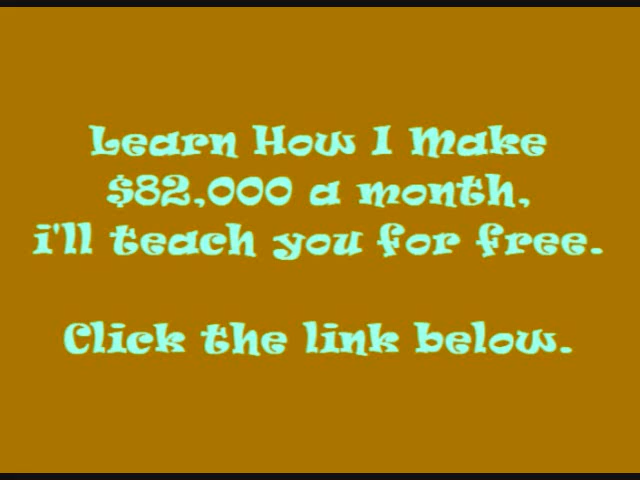 Learn How I Make
$82,000 a month,
i'll teach you for free.
Click the link below.